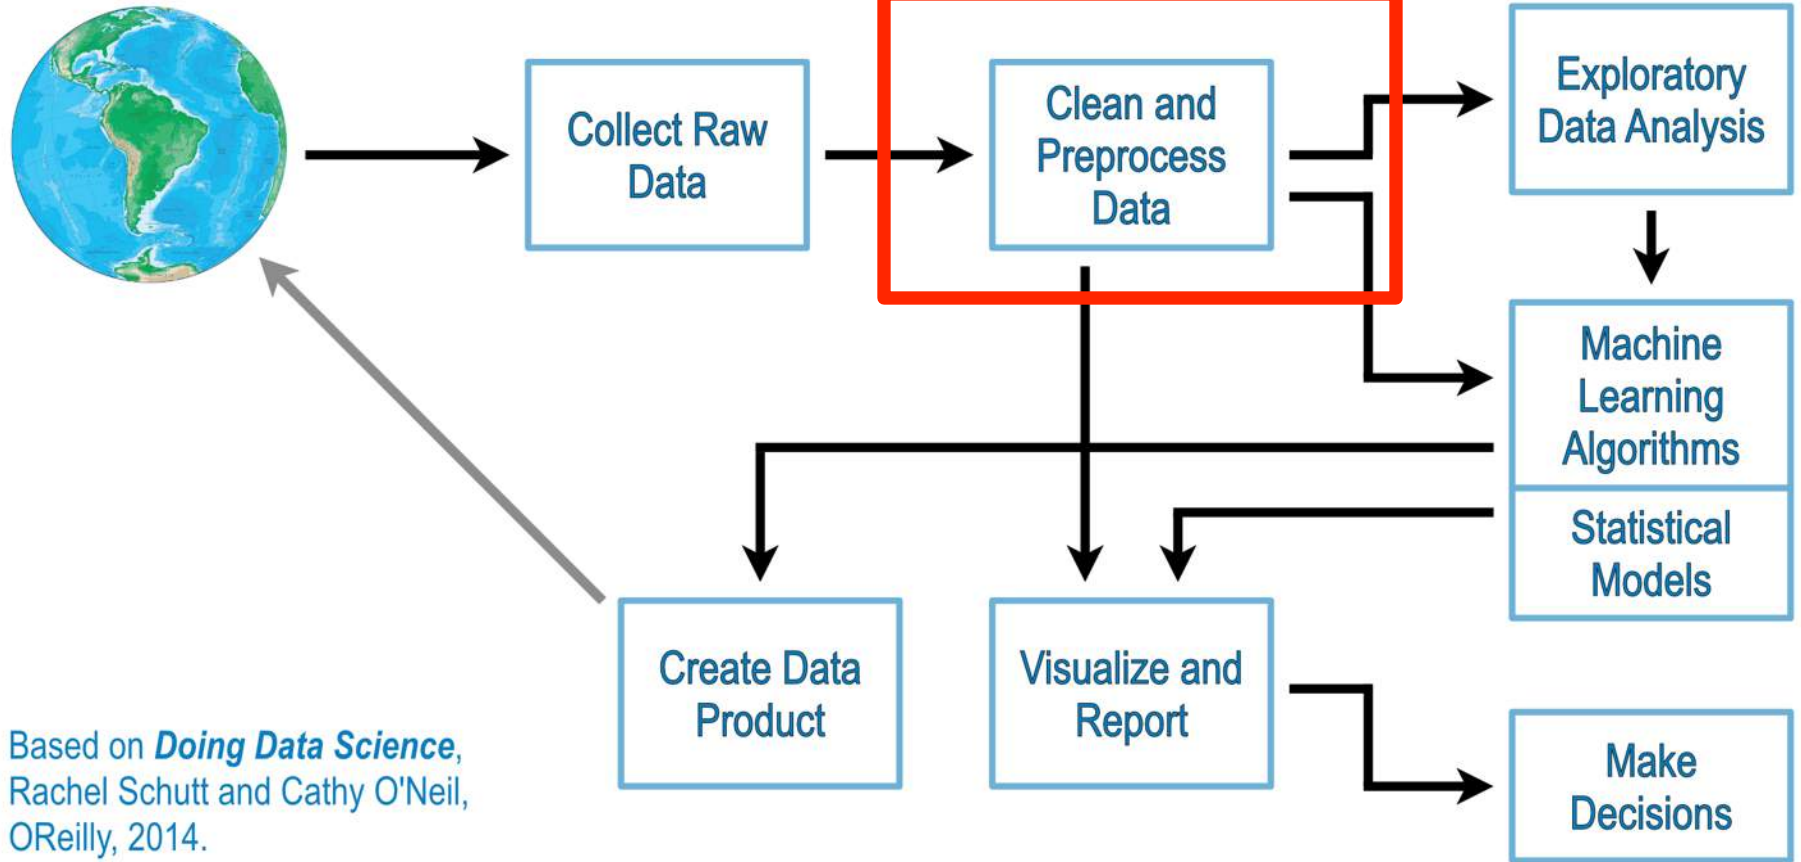 Collect Raw
Data
Clean and
Preprocess
Data
Exploratory
Data Analysis
Machine
Learning
Algorithms
Statistical
Models
Create Data
Product
Visualize and
Report
Make
Decisions
Based on Doing Data Science,
Rachel Schutt and Cathy O'Neil,
OReilly, 2014.